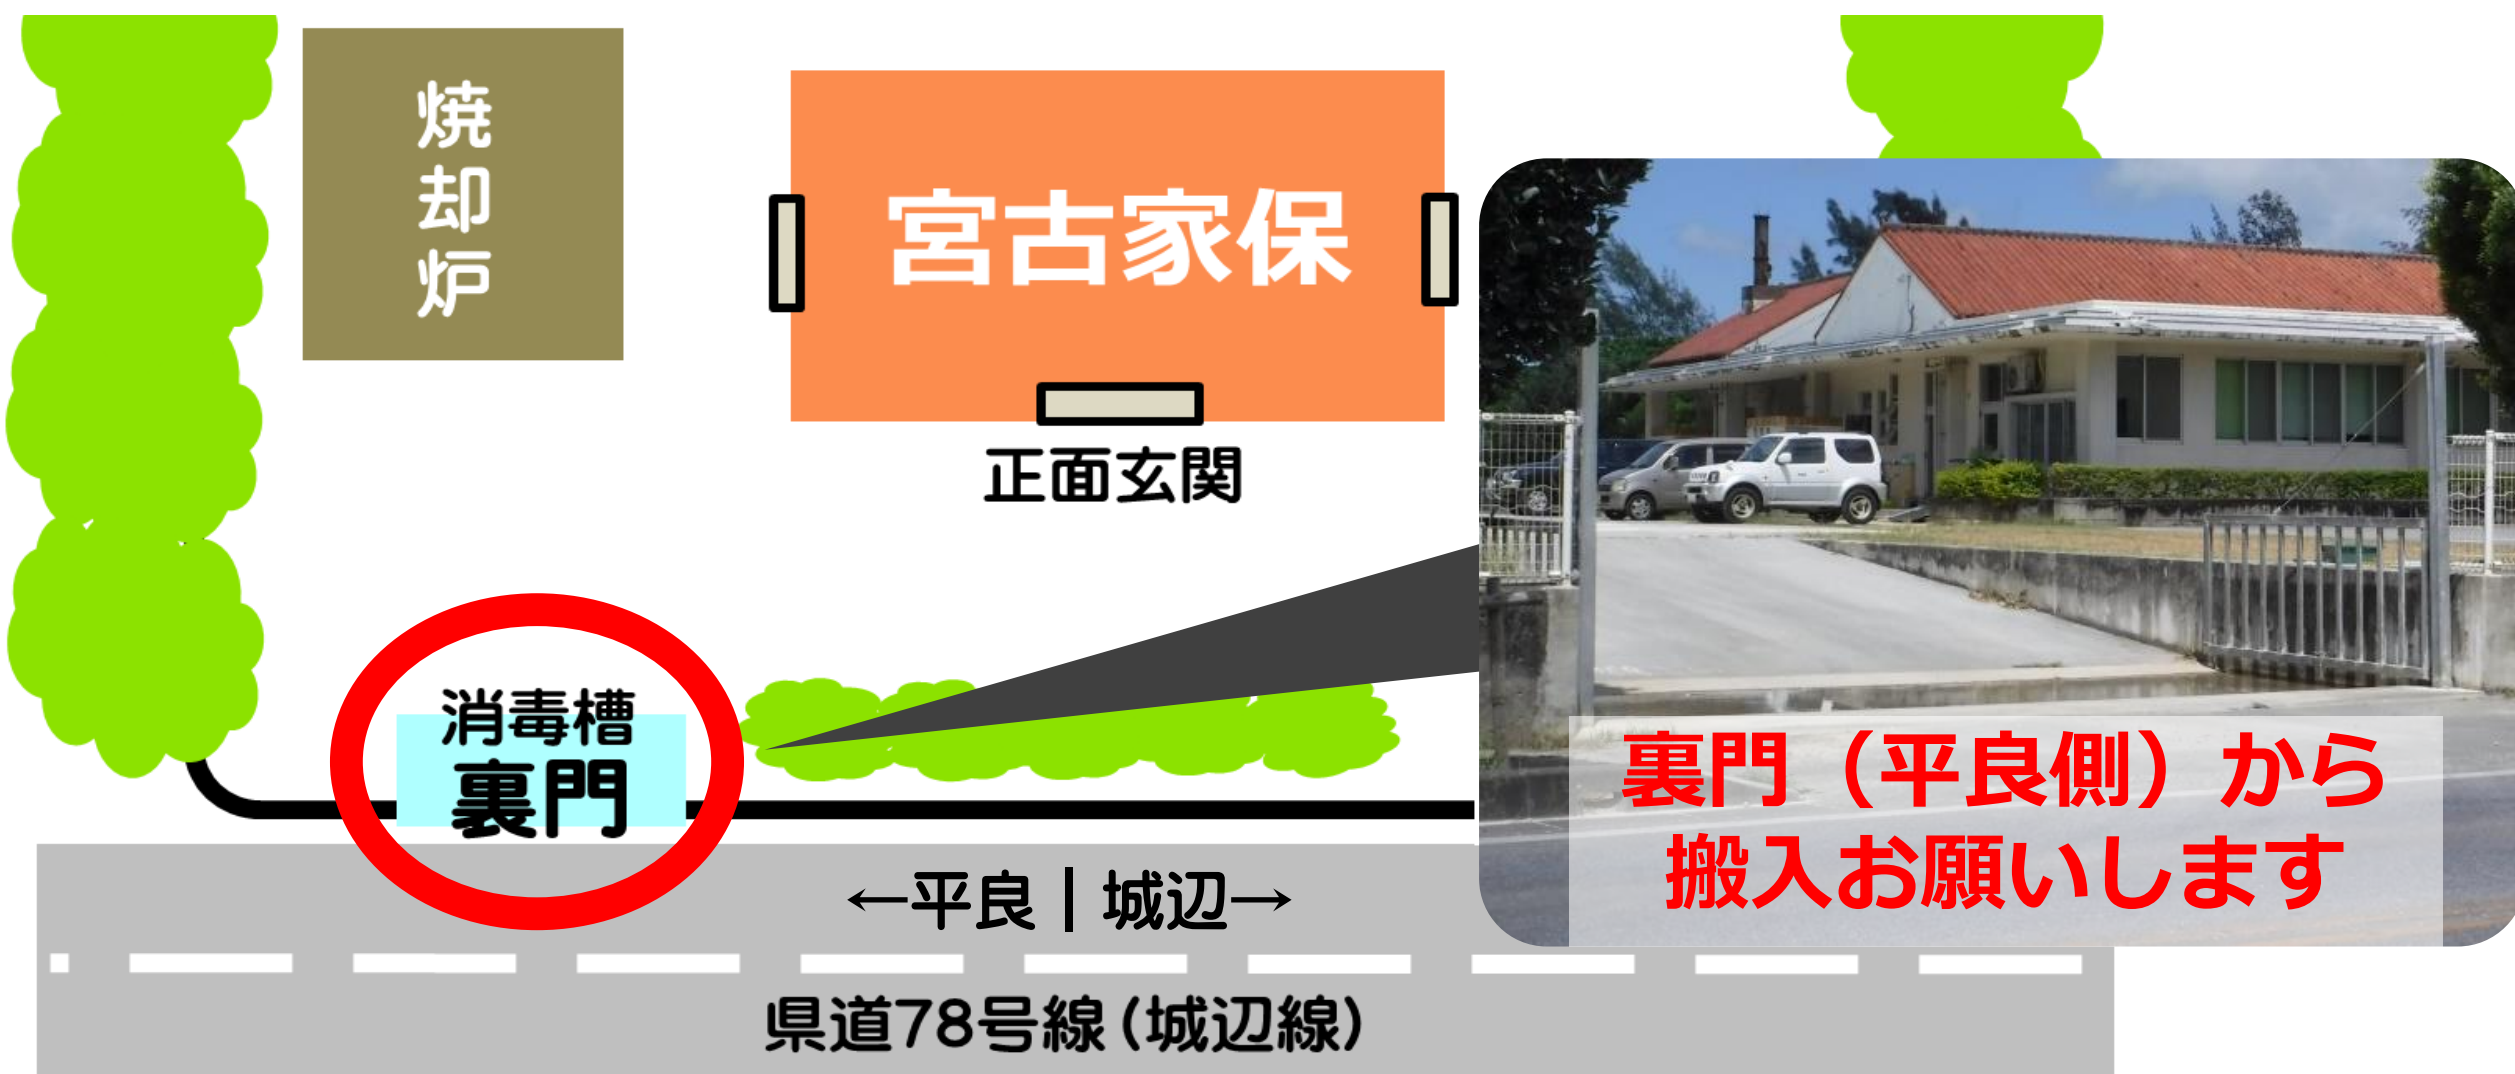 焼却炉
宮古家保
正面玄関
消毒槽
裏門
裏門（平良側）から
搬入お願いします
←平良｜城辺→
県道78号線(城辺線)